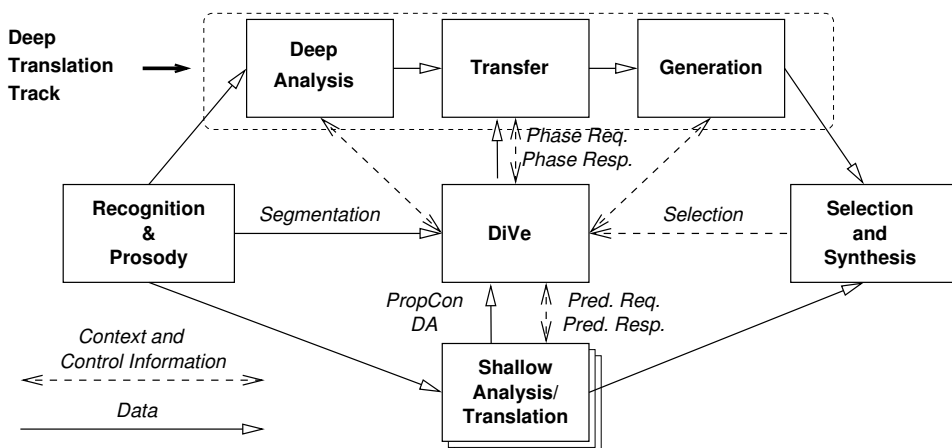 Deep
Translation
Track
Deep
Analysis
Transfer
Generation
Phase Req.
Phase Resp.
Recognition
&
Prosody
Segmentation
DiVe
Selection
Selection
and
Synthesis
PropCon
DA
Pred. Req.
Pred. Resp.
Context and
Control Information
Data
Shallow
Analysis/
Translation